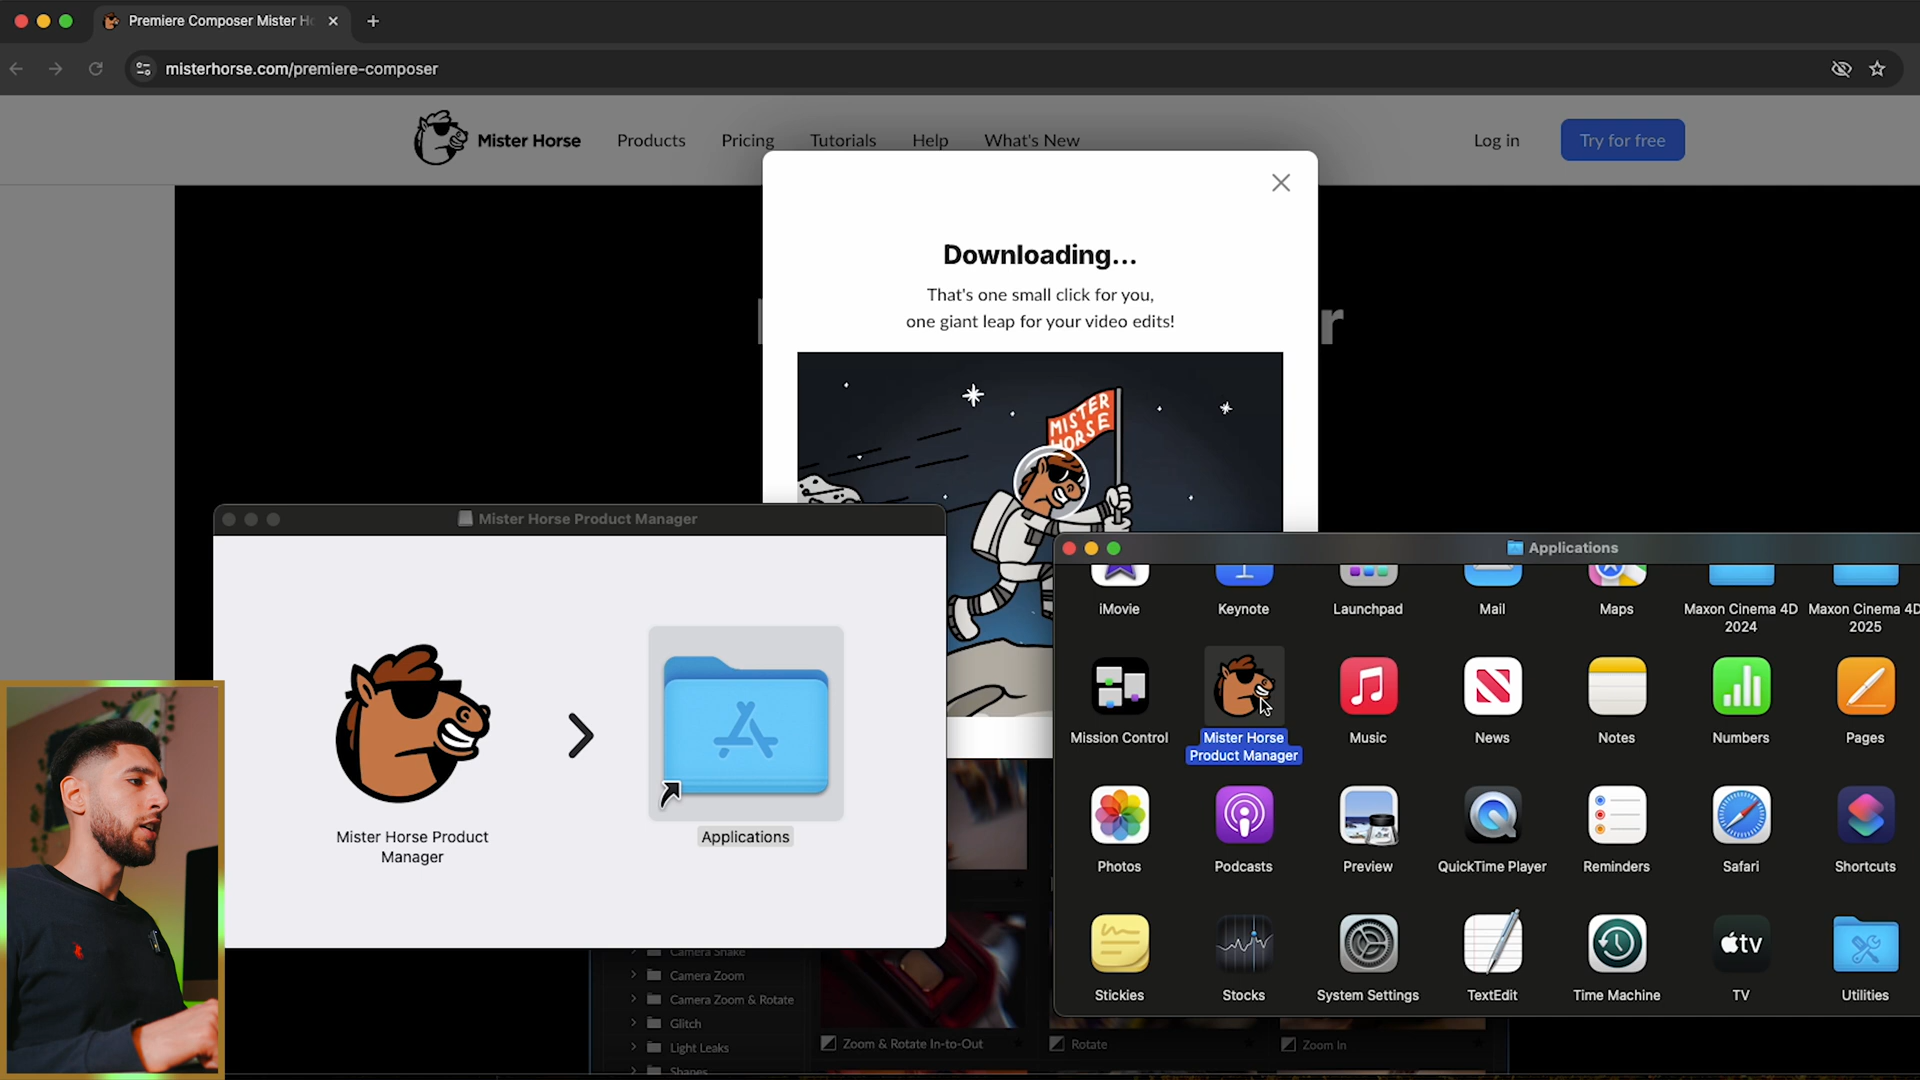 Premiere Composer Mister H
misterhorse.com/premiere-composer
Mister Horse
Products
Pricing
Tutorials
Help
What's New
Log in
Try for free
Downloading...
That's one small click for you,
one giant leap for your video edits!
MISTER
HORSE
r
Mister Horse Product Manager
Mister Horse Product
Manager
Applications
Applications
iMovie
Keynote
Launchpad
Mail
Maps
Maxon Cinema 4D
2024
Maxon Cinema 4D
2025
Mission Control
Mister Horse
Product Manager
Music
News
Notes
Numbers
Pages
Photos
Podcasts
Preview
QuickTime Player
Reminders
Safari
Shortcuts
Stickies
Stocks
System Settings
TextEdit
Time Machine
tv
TV
Utilities
Camera Shake
Camera Zoom
Camera Zoom & Rotate
Glitch
Light Leaks
Shapes
Zoom & Rotate In-to-Out
Rotate
Zoom In